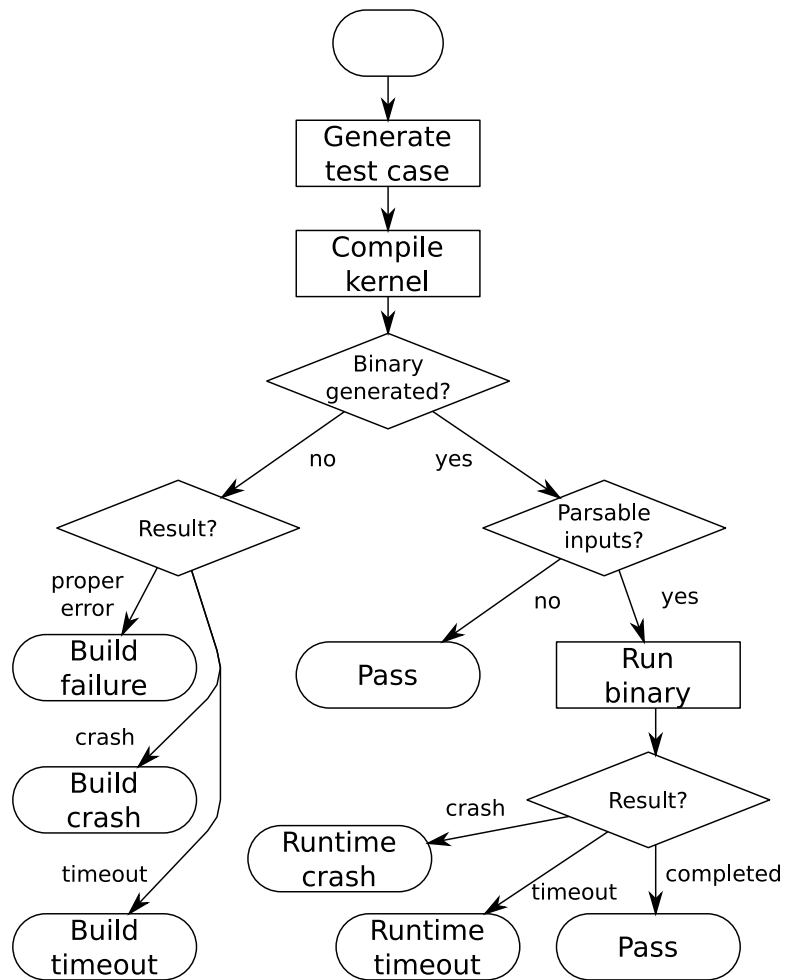 Generate
test case
Compile
kernel
Binary
generated?
no
yes
Result?
Parsable
inputs?
proper
error
no
yes
Build
failure
Pass
Run
binary
crash
Build
crash
Result?
crash
Runtime
crash
timeout
timeout
completed
Build
timeout
Runtime
timeout
Pass